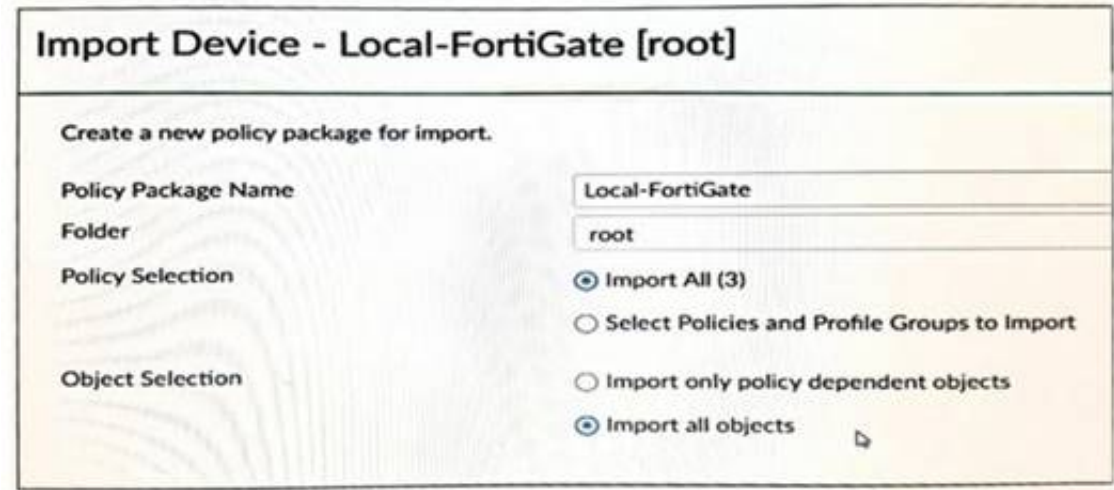 Import Device - Local-FortiGate [root]
Create a new policy package for import.
Policy Package Name
Local-FortiGate
Folder
root
Policy Selection
Import All (3)
Select Policies and Profile Groups to Import
Object Selection
Import only policy dependent objects
Import all objects